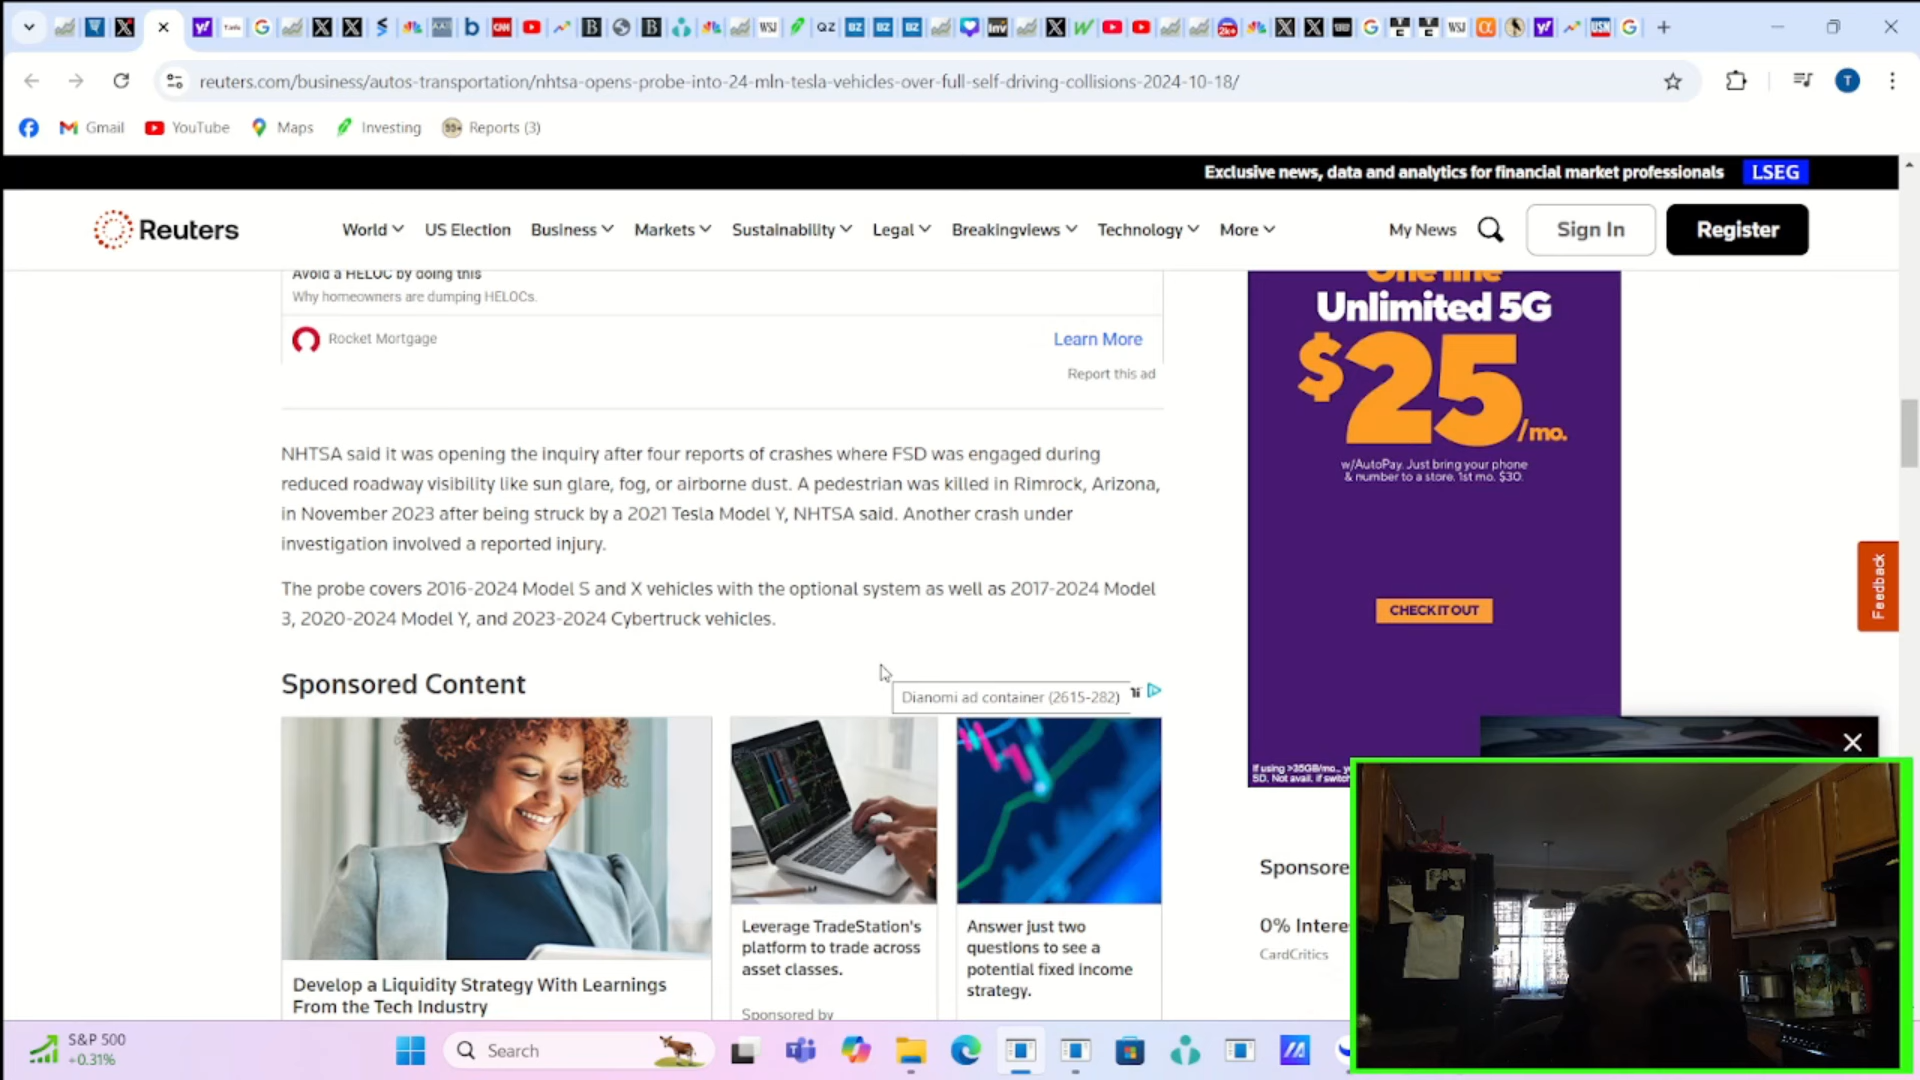 reuters.com/business/autos-transportation/nhtsa-opens-probe-into-24-mln-tesla-vehicles-over-full-self-driving-collisions-2024-10-18/
T
Gmail
YouTube
Maps
Investing
Reports (3)
Exclusive news, data and analytics for financial market professionals LSEG
Reuters
World
US Election
Business
Markets
Sustainability
Legal
Breakingviews
Technology
More
My News
Sign In
Register
Avoid a HELOC by doing this
Why homeowners are dumping HELOCs.
Rocket Mortgage
Learn More
Report this ad
One line
Unlimited 5G
$25/mo.
w/AutoPay. Just bring your phone
& number to a store. 1st mo. $30.
CHECK IT OUT
Feedback
NHTSA said it was opening the inquiry after four reports of crashes where FSD was engaged during
reduced roadway visibility like sun glare, fog, or airborne dust. A pedestrian was killed in Rimrock, Arizona,
in November 2023 after being struck by a 2021 Tesla Model Y, NHTSA said. Another crash under
investigation involved a reported injury.
The probe covers 2016-2024 Model S and X vehicles with the optional system as well as 2017-2024 Model
3, 2020-2024 Model Y, and 2023-2024 Cybertruck vehicles.
Sponsored Content
Dianomi ad container (2615-282)
If using >35GB/mo.,
SD. Not avail. if switch
Develop a Liquidity Strategy With Learnings
From the Tech Industry
Leverage TradeStation's
platform to trade across
asset classes.
Sponsored by
Answer just two
questions to see a
potential fixed income
strategy.
Sponsore
0% Intere
CardCritics
S&P 500
+0.31%
Search